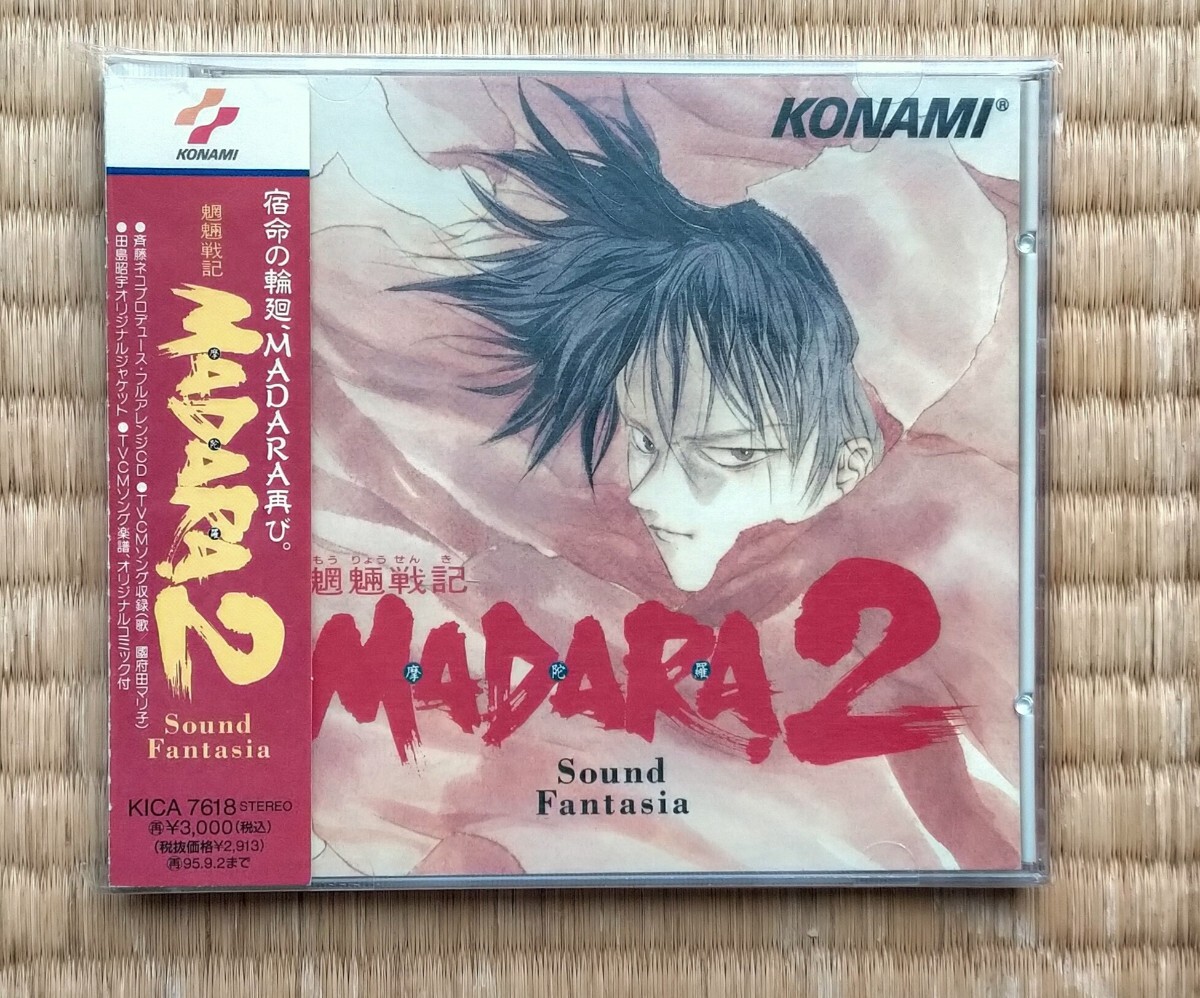 KONAMI
宿命の輪廻、MADARA再び。
魍魎戦記
MADARA2
摩陀羅
●斉藤ネコプロデュース・フルアレンジCD ●TVCMソング収録(歌/國府田マリ子)
●田島昭宇オリジナルジャケット ●TVCMソング楽譜、オリジナルコミック付
Sound
Fantasia
KICA 7618 STEREO
再¥3,000(税込)
(税抜価格¥2,913)
再95.9.2まで
KONAMI®
もうりょうせんき
魍魎戦記
MADARA2
摩陀羅
Sound
Fantasia